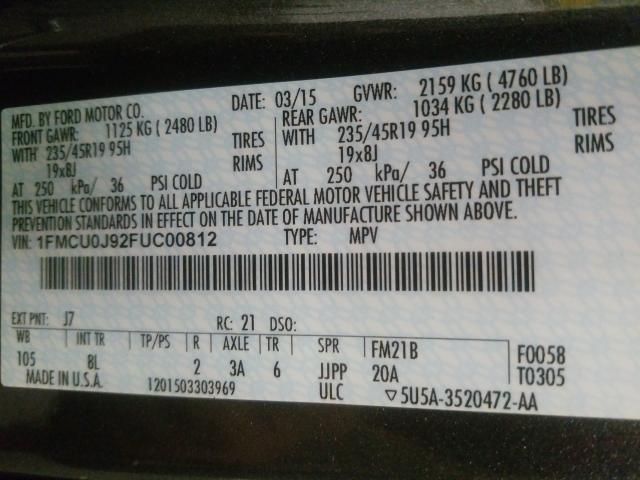 MFD. BY FORD MOTOR CO. DATE: 03/15 GVWR: 2159 KG ( 4760 LB)
FRONT GAWR: 1125 KG ( 2480 LB) REAR GAWR: 1034 KG ( 2280 LB)
WITH 235/45R19 95H TIRES WITH 235/45R19 95H TIRES
19x8J RIMS 19x8J RIMS
AT 250 kPa/ 36 PSI COLD AT 250 kPa/ 36 PSI COLD
THIS VEHICLE CONFORMS TO ALL APPLICABLE FEDERAL MOTOR VEHICLE SAFETY AND THEFT
PREVENTION STANDARDS IN EFFECT ON THE DATE OF MANUFACTURE SHOWN ABOVE.
VIN: 1FMCU0J92FUC00812 TYPE: MPV
EXT PNT: J7 RC: 21 DSO:
WB INT TR TP/PS R AXLE TR SPR FM21B F0058
105 8L 2 3A 6 JJPP 20A T0305
MADE IN U.S.A. 1201503303969 ULC ▽5U5A-3520472-AA